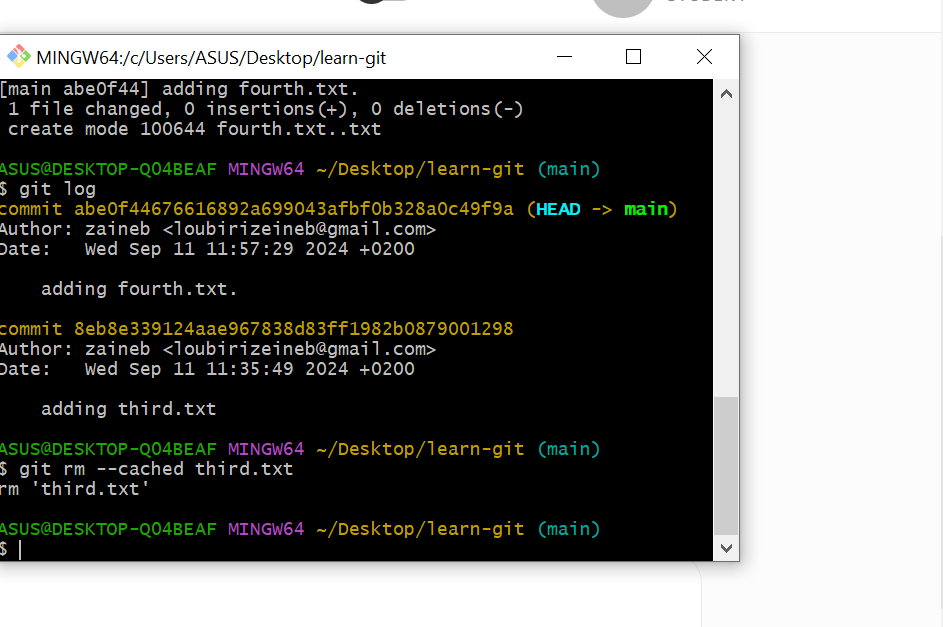 MINGW64:/c/Users/ASUS/Desktop/learn-git
[main abe0f44] adding fourth.txt.
1 file changed, 0 insertions(+), 0 deletions(-)
create mode 100644 fourth.txt..txt
ASUS@DESKTOP-Q04BEAF MINGW64 ~/Desktop/learn-git (main)
$ git log
commit abe0f44676616892a699043afbf0b328a0c49f9a (HEAD -> main)
Author: zaineb <loubirizeineb@gmail.com>
Date: Wed Sep 11 11:57:29 2024 +0200
adding fourth.txt.
commit 8eb8e339124aae967838d83ff1982b0879001298
Author: zaineb <loubirizeineb@gmail.com>
Date: Wed Sep 11 11:35:49 2024 +0200
adding third.txt
ASUS@DESKTOP-Q04BEAF MINGW64 ~/Desktop/learn-git (main)
$ git rm --cached third.txt
rm 'third.txt'
ASUS@DESKTOP-Q04BEAF MINGW64 ~/Desktop/learn-git (main)
$